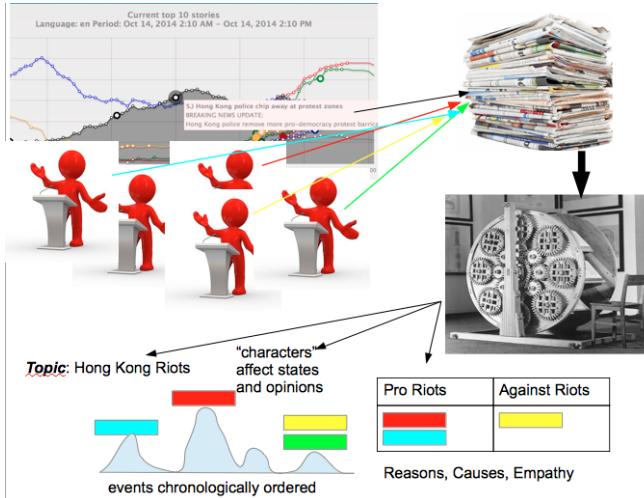 Current top 10 stories
Language: en Period: Oct 14, 2014 2:10 AM – Oct 14, 2014 2:10 PM
5) Hong Kong police chip away at protest zones
BREAKING NEWS UPDATE:
Hong Kong police remove more pro-democracy protest barric
00
Topic: Hong Kong Riots
"characters"
affect states
and opinions
events chronologically ordered
Pro Riots
Against Riots
Reasons, Causes, Empathy